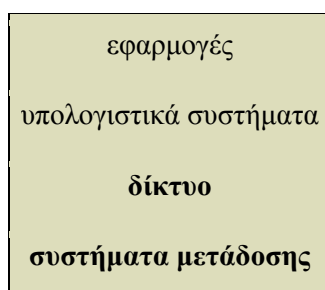 εφαρμογές
υπολογιστικά συστήματα
δίκτυο
συστήματα μετάδοσης